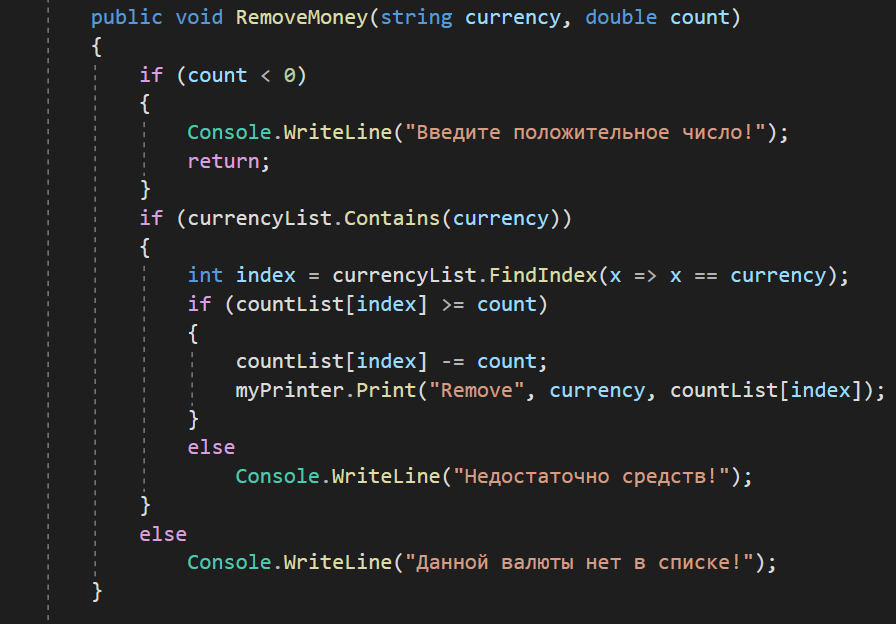 public void RemoveMoney(string currency, double count)
{
if (count < 0)
{
Console.WriteLine("Введите положительное число!");
return;
}
if (currencyList.Contains(currency))
{
int index = currencyList.FindIndex(x => x == currency);
if (countList[index] >= count)
{
countList[index] -= count;
myPrinter.Print("Remove", currency, countList[index]);
}
else
Console.WriteLine("Недостаточно средств!");
}
else
Console.WriteLine("Данной валюты нет в списке!");
}